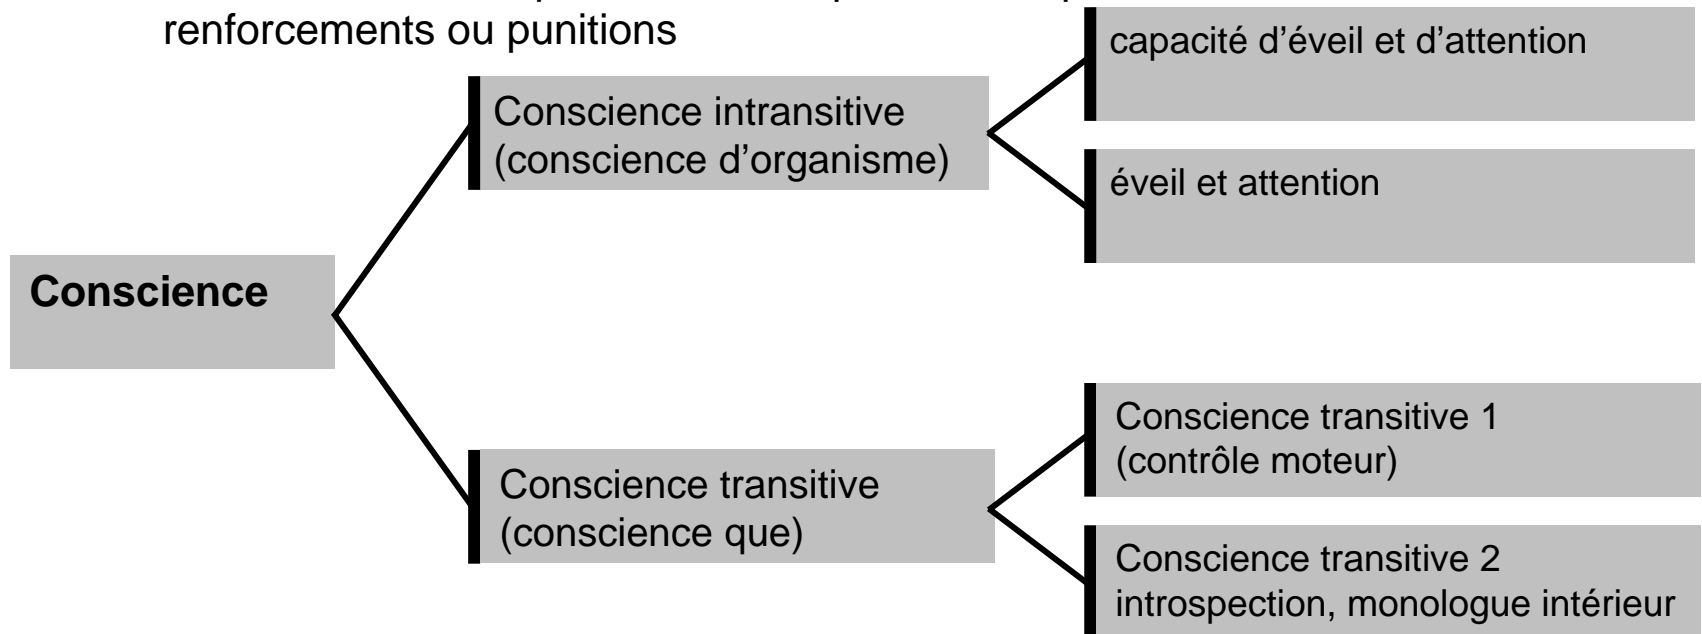 renforcements ou punitions
capacité d’éveil et d’attention
Conscience intransitive
(conscience d’organisme)
éveil et attention
Conscience
Conscience transitive 1
(contrôle moteur)
Conscience transitive
(conscience que)
Conscience transitive 2
introspection, monologue intérieur